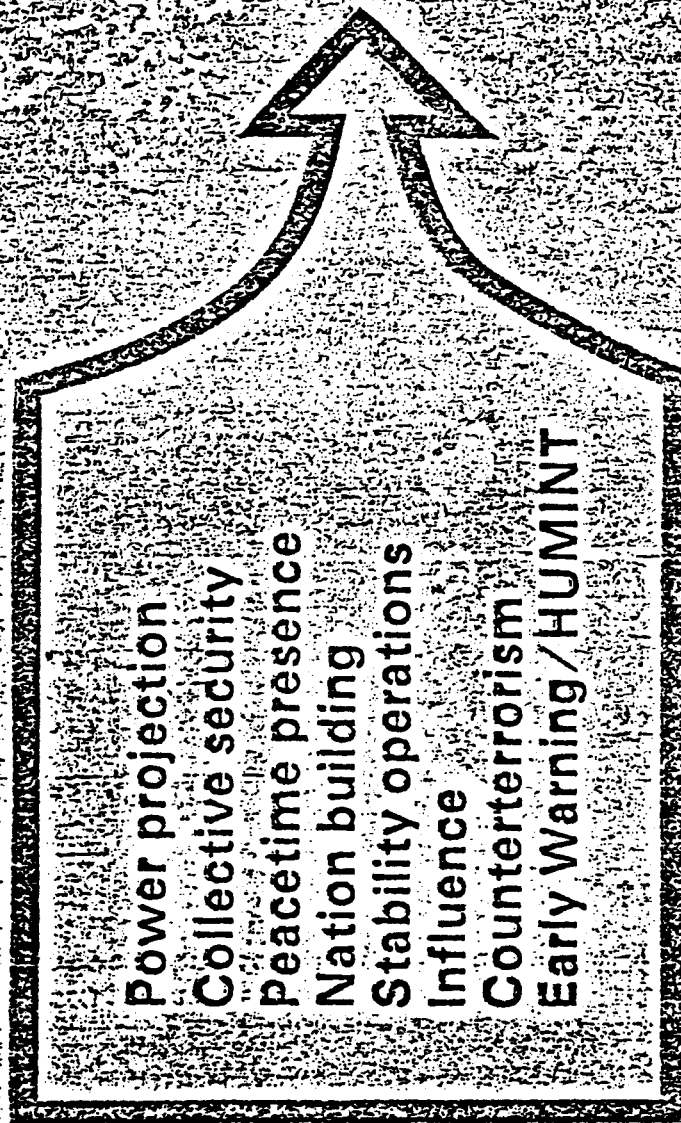 Power projection
Collective security
Peacetime presence
Nation building
Stability operations
Influence
Counterterrorism
Early Warning/HUMINT